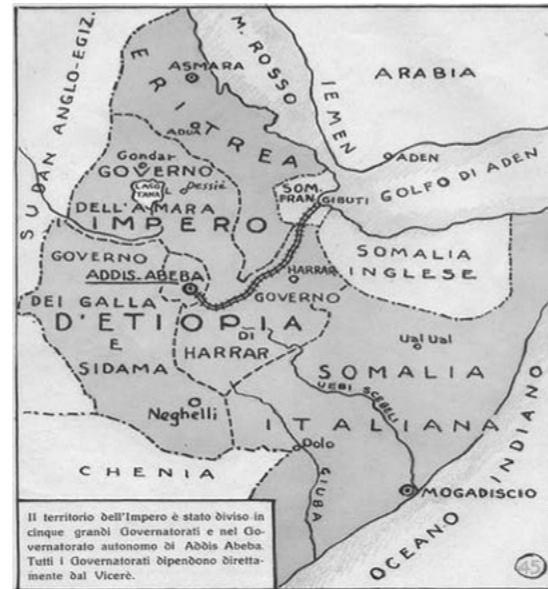 SUDAN ANGLO-EGIZ.
M. ROSSO
ARABIA
ERITREA
ASMARA
IEMEN
ADUA
ADEN
GOLFO DI ADEN
Gondar
GOVERNO
LAGO
TANA
L
Dessiè
DELL'AMARA
SOM.
FRAN.
GIBUTI
L'IMPERO
SOMALIA
INGLESE
GOVERNO
ADDIS-ABEBA
HARRAR
GOVERNO
DEI GALLA
D'ETIOPIA
DI
HARRAR
E
SIDAMA
Ual Ual
SOMALIA
UEBI SCEBELI
Neghelli
ITALIANA
Dolo
CHENIA
GIUBA
MOGADISCIO
OCEANO INDIANO
Il territorio dell'Impero è stato diviso in
cinque grandi Governatorati e nel Go-
vernatorato autonomo di Addis Abeba.
Tutti i Governatorati dipendono diretta-
mente dal Vicerè.
45